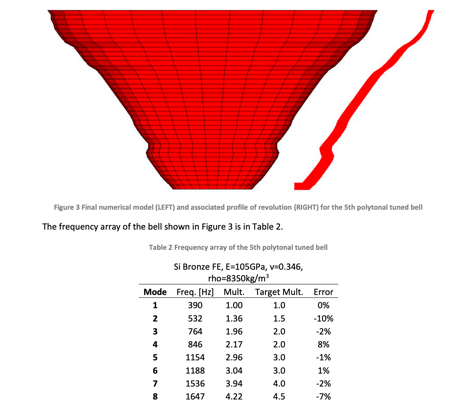 Figure 3 Final numerical model (LEFT) and associated profile of revolution (RIGHT) for the 5th polytonal tuned bell
The frequency array of the bell shown in Figure 3 is in Table 2.
Table 2 Frequency array of the 5th polytonal tuned bell
Si Bronze FE, E=105GPa, v=0.346,
rho=8350kg/m³
Mode Freq. [Hz] Mult. Target Mult. Error
1 390 1.00 1.0 0%
2 532 1.36 1.5 -10%
3 764 1.96 2.0 -2%
4 846 2.17 2.0 8%
5 1154 2.96 3.0 -1%
6 1188 3.04 3.0 1%
7 1536 3.94 4.0 -2%
8 1647 4.22 4.5 -7%